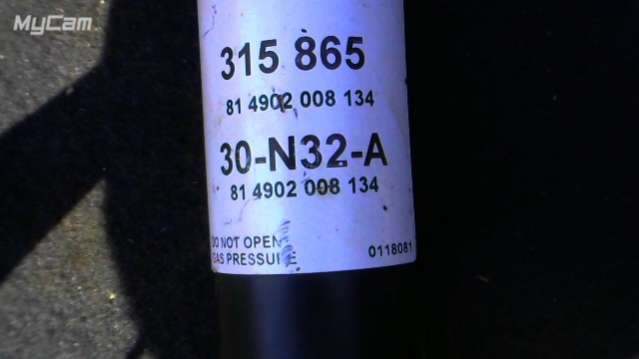 MyCam
315 865
81 4902 008 134
30-N32-A
81 4902 008 134
DO NOT OPEN
GAS PRESSURE
0118081